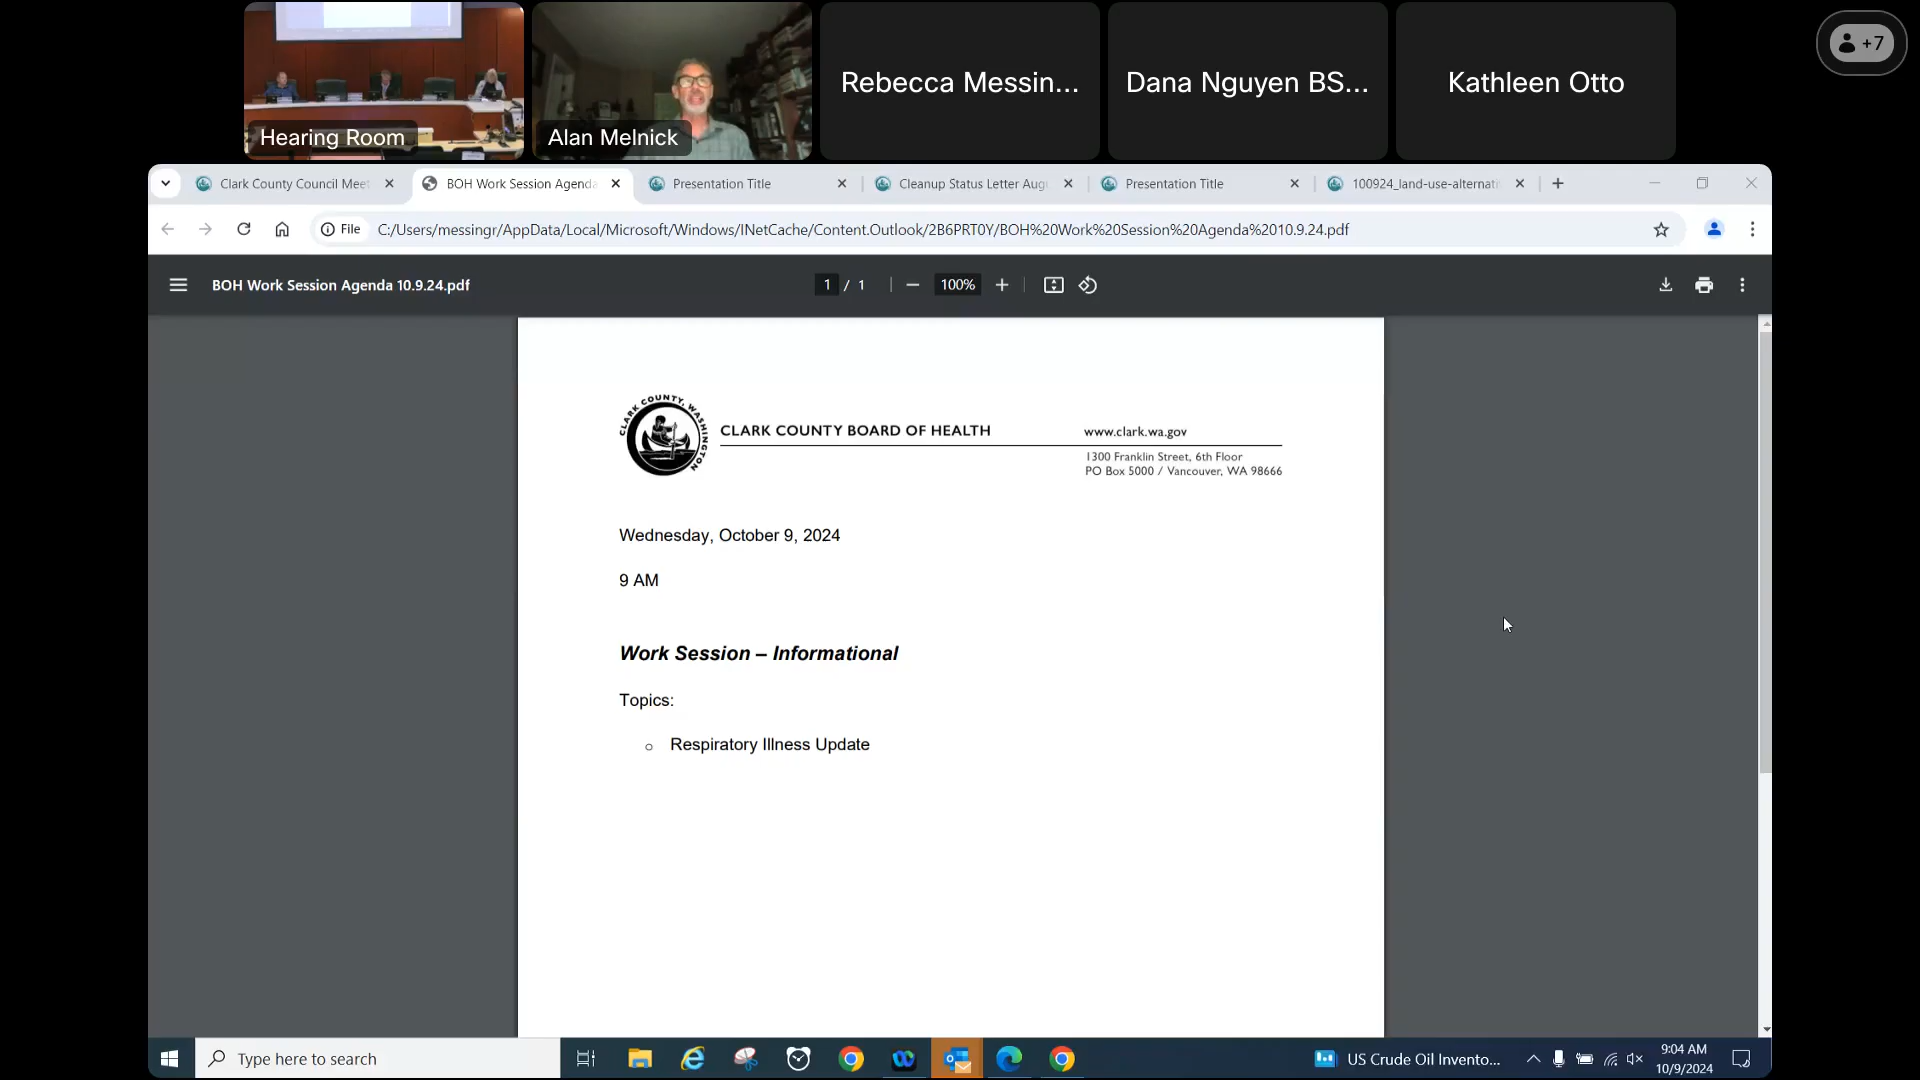 Hearing Room
Alan Melnick
Rebecca Messin...
Dana Nguyen BS...
Kathleen Otto
+7
Clark County Council Meet
BOH Work Session Agenda
Presentation Title
Cleanup Status Letter Aug
Presentation Title
100924_land-use-alternati
File
C:/Users/messingr/AppData/Local/Microsoft/Windows/INetCache/Content.Outlook/2B6PRT0Y/BOH%20Work%20Session%20Agenda%2010.9.24.pdf
BOH Work Session Agenda 10.9.24.pdf
1 / 1
100%
CLARK COUNTY, WASHINGTON
CLARK COUNTY BOARD OF HEALTH
www.clark.wa.gov
1300 Franklin Street, 6th Floor
PO Box 5000 / Vancouver, WA 98666
Wednesday, October 9, 2024
9 AM
Work Session – Informational
Topics:
○ Respiratory Illness Update
Type here to search
US Crude Oil Invento...
9:04 AM
10/9/2024